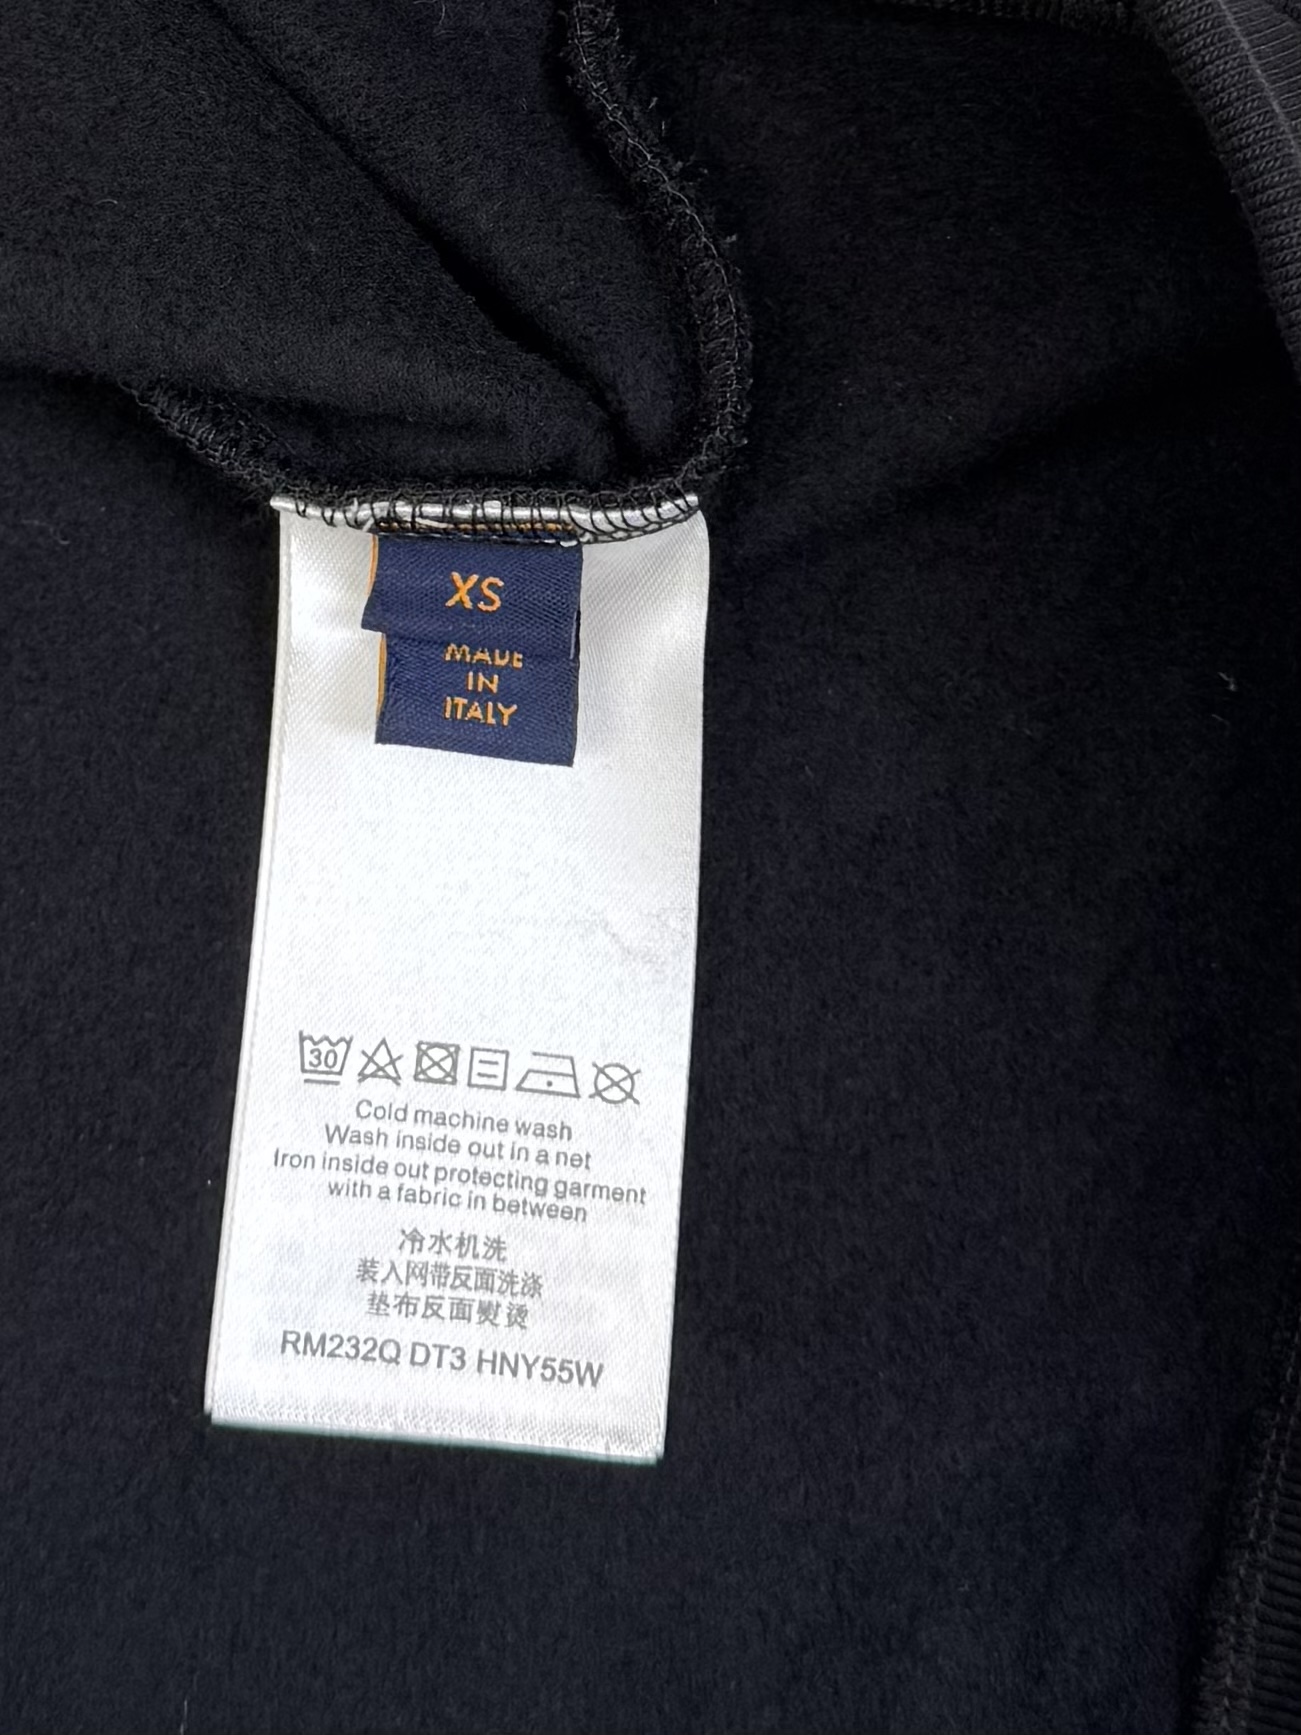 XS
MADE
IN
ITALY
30
Cold machine wash
Wash inside out in a net
Iron inside out protecting garment
with a fabric in between
冷水机洗
装入网带反面洗涤
垫布反面熨烫
RM232Q DT3 HNY55W